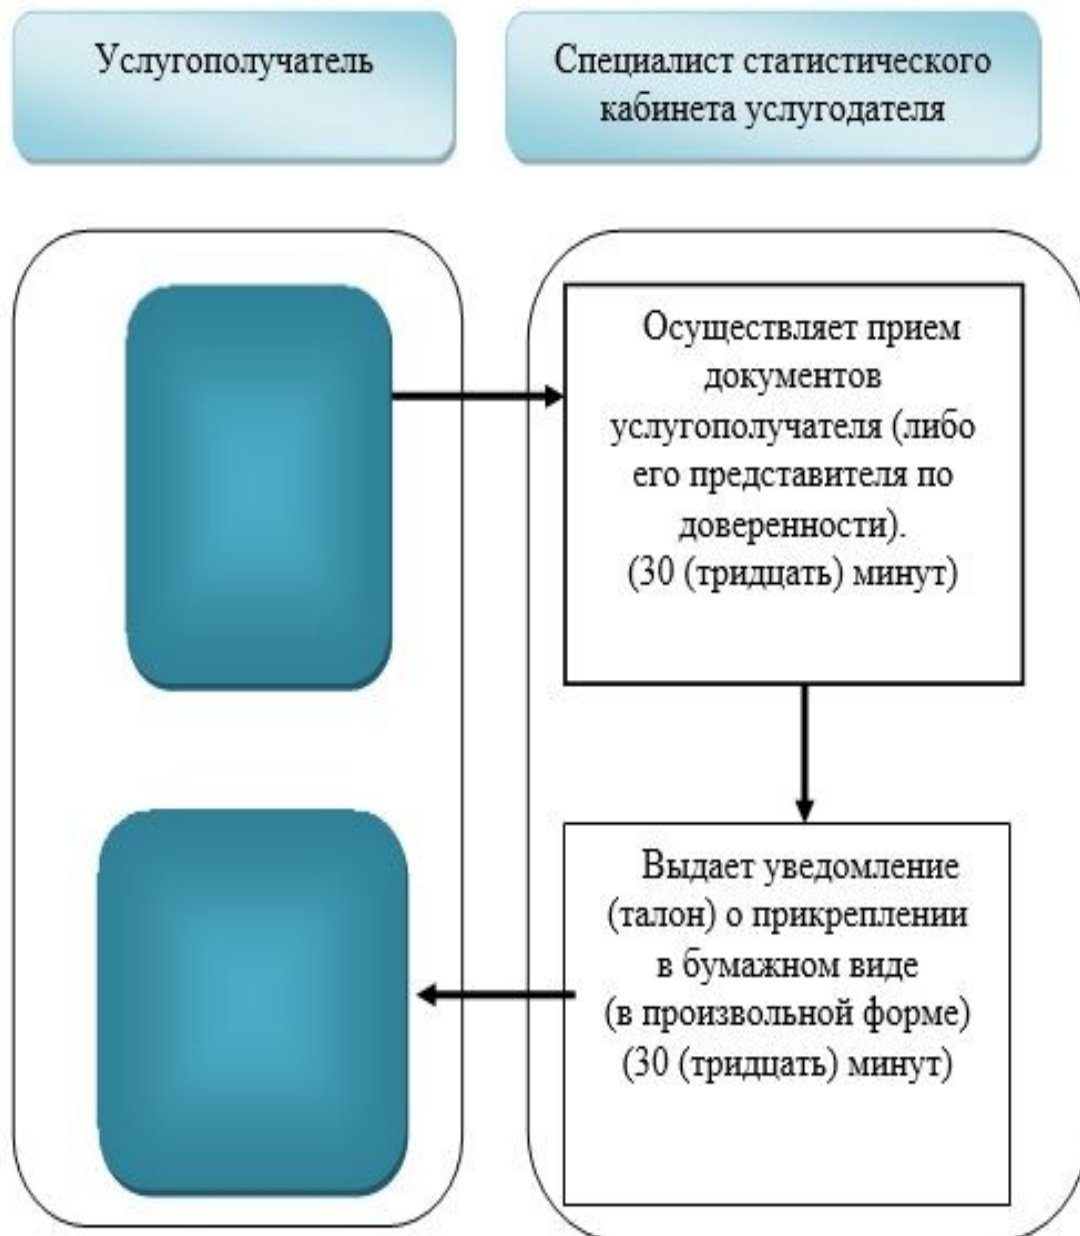 Услугополучатель
Специалист статистического
кабинета услугодателя
Осуществляет прием
документов
услугополучателя (либо
его представителя по
доверенности).
(30 (тридцать) минут)
Выдает уведомление
(талон) о прикреплении
в бумажном виде
(в произвольной форме)
(30 (тридцать) минут)